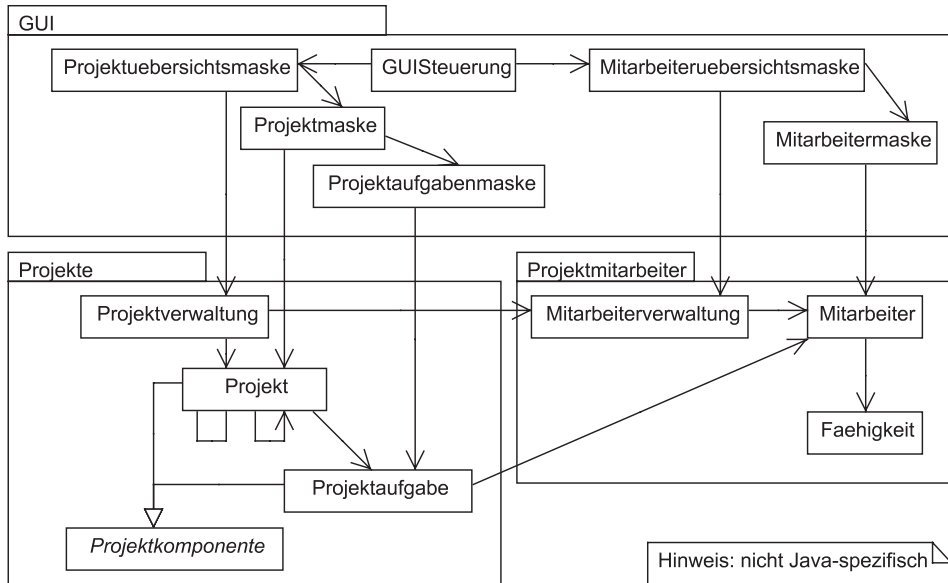 GUI
Projektuebersichtsmaske
GUISteuerung
Mitarbeiteruebersichtsmaske
Projektmaske
Mitarbeitermaske
Projektaufgabenmaske
Projekte
Projektmitarbeiter
Projektverwaltung
Mitarbeiterverwaltung
Mitarbeiter
Projekt
Faehigkeit
Projektaufgabe
Projektkomponente
Hinweis: nicht Java-spezifisch